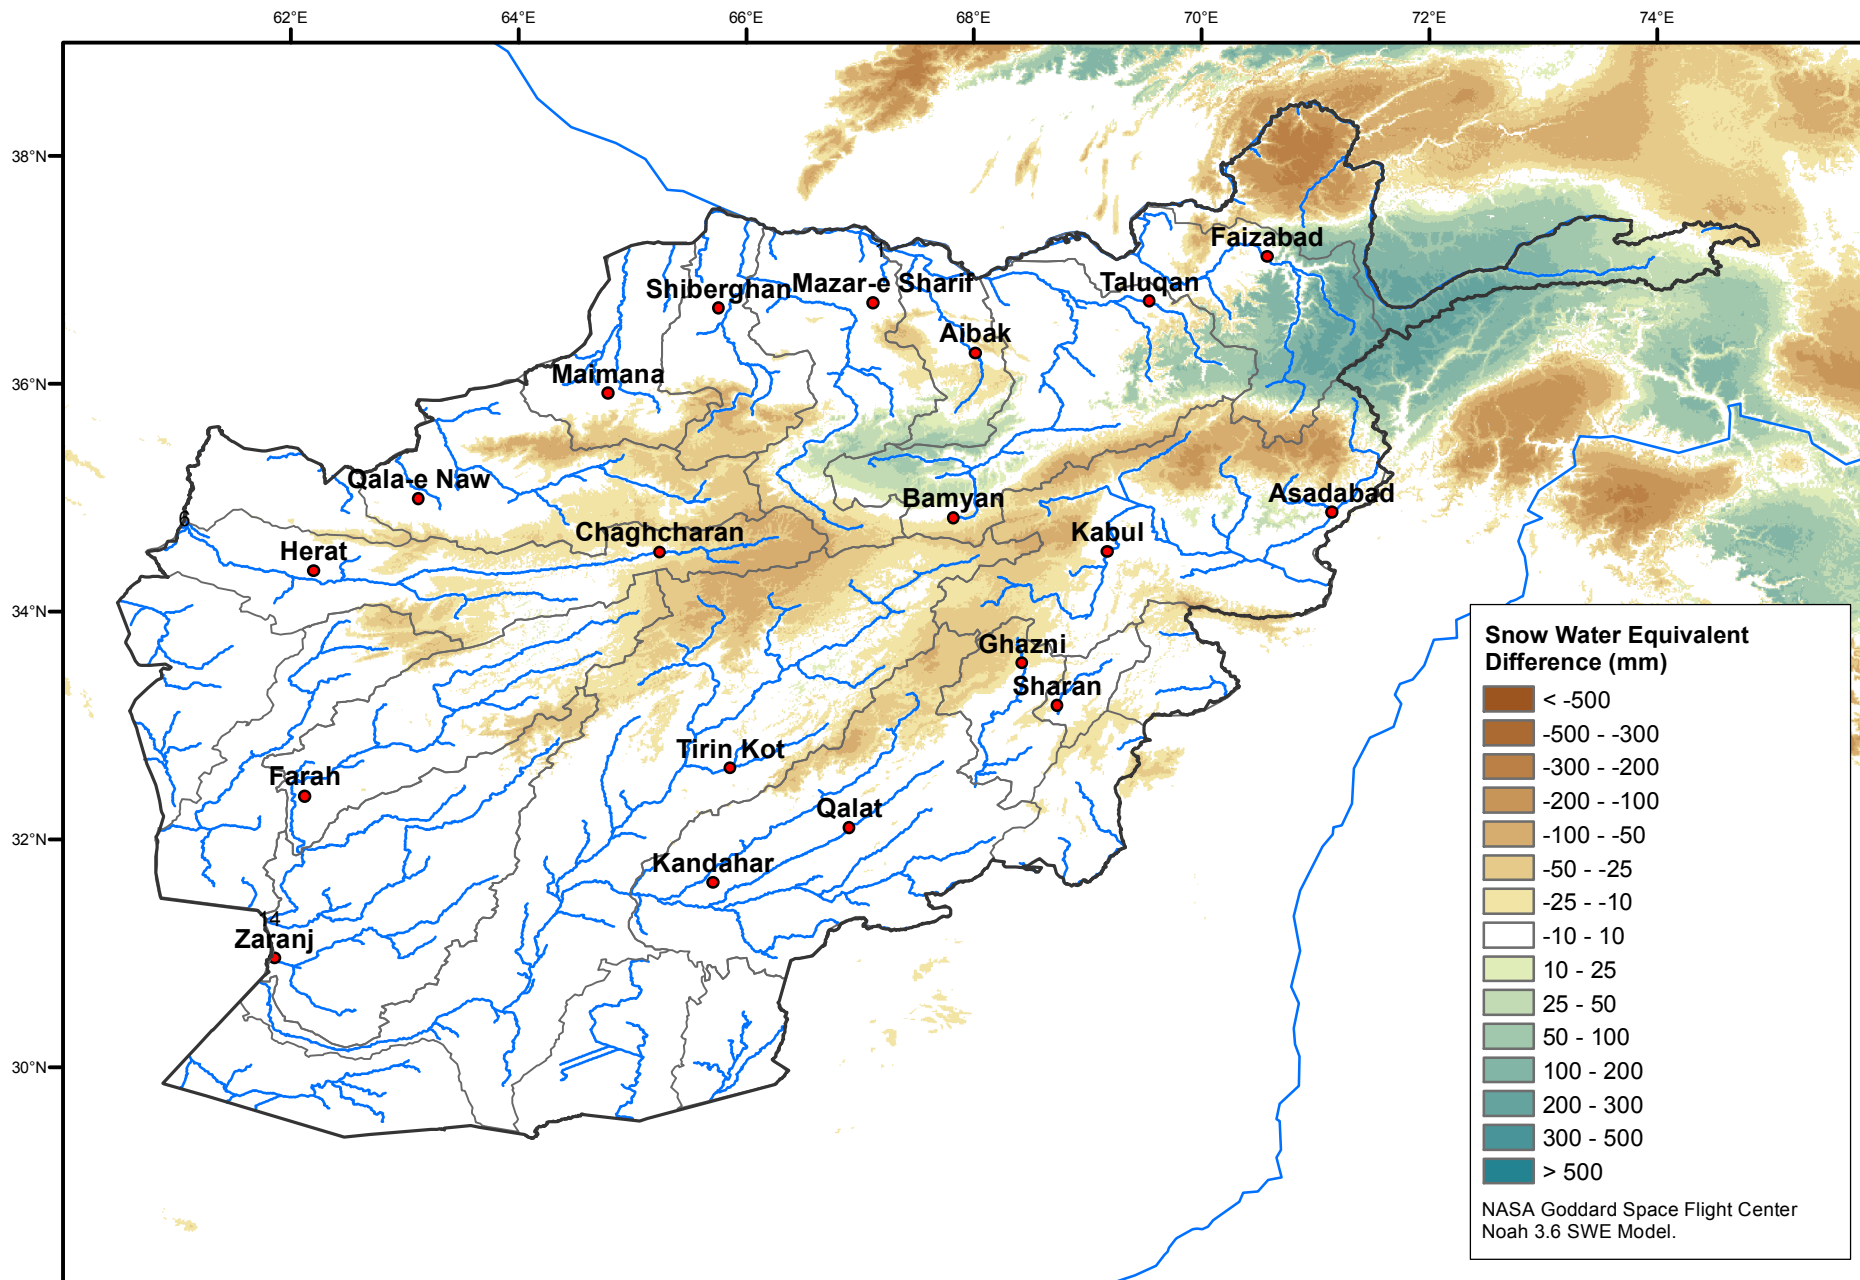 62°E 64°E 66°E 68°E 70°E 72°E 74°E
38°N
36°N
34°N
32°N
30°N
Faizabad
Shiberghan
Mazar-e Sharif
Taluqan
Aibak
Maimana
Qala-e Naw
Bamyan
Asadabad
6
Chaghcharan
Kabul
Herat
Ghazni
Sharan
Tirin Kot
Farah
Qalat
Kandahar
14
Zaranj
Snow Water Equivalent
Difference (mm)
< -500
-500 - -300
-300 - -200
-200 - -100
-100 - -50
-50 - -25
-25 - -10
-10 - 10
10 - 25
25 - 50
50 - 100
100 - 200
200 - 300
300 - 500
> 500
NASA Goddard Space Flight Center
Noah 3.6 SWE Model.